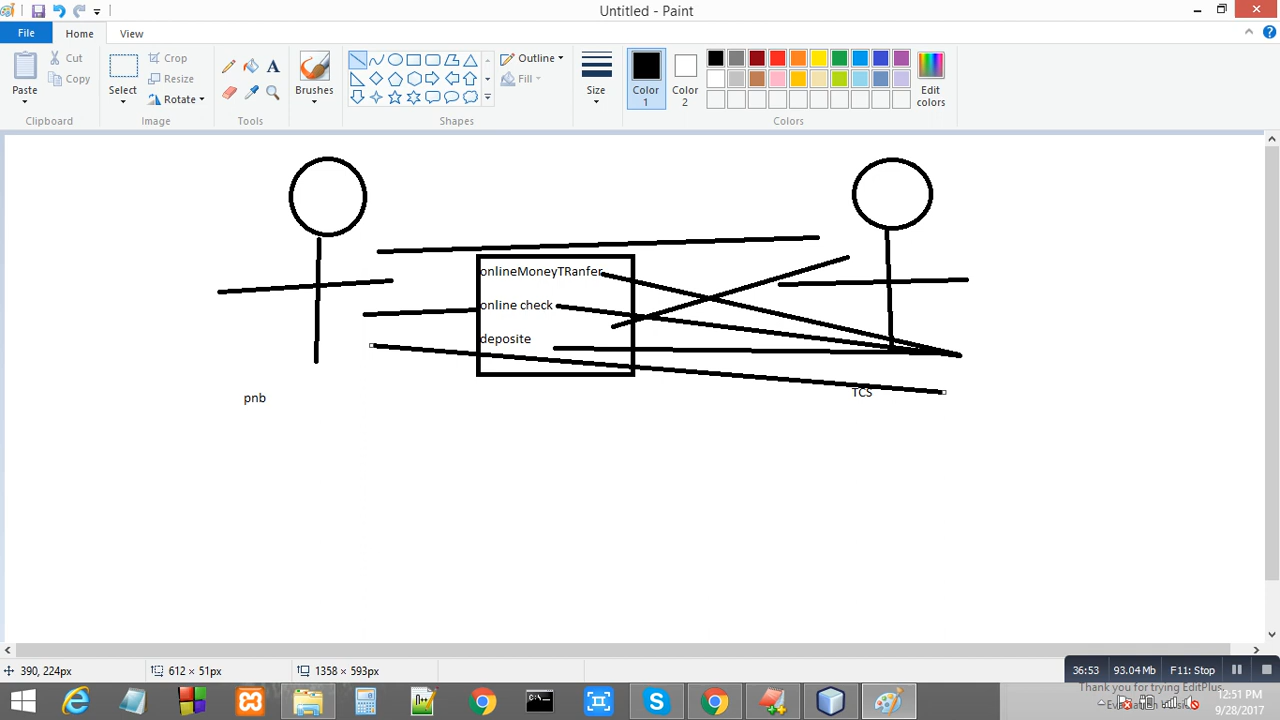 Untitled - Paint
File
Home
View
Paste
Cut
Copy
Clipboard
Select
Crop
Resize
Rotate
Image
A
Tools
Brushes
Outline
Fill
Shapes
Size
Color
1
Color
2
Edit
colors
Colors
onlineMoneyTRanfer
online check
deposite
pnb
TCS
390, 224px
612 × 51px
1358 × 593px
36:53
93.04 Mb
F11: Stop
Thank you for trying EditPlus
12:51 PM
9/28/2017